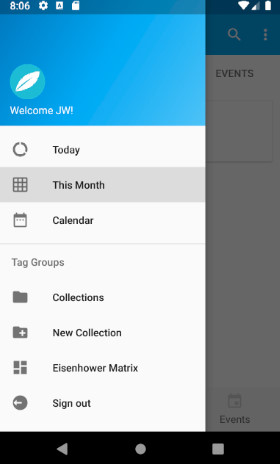 8:06
EVENTS
Welcome JW!
Today
This Month
Calendar
Tag Groups
Collections
New Collection
Eisenhower Matrix
Sign out
Events